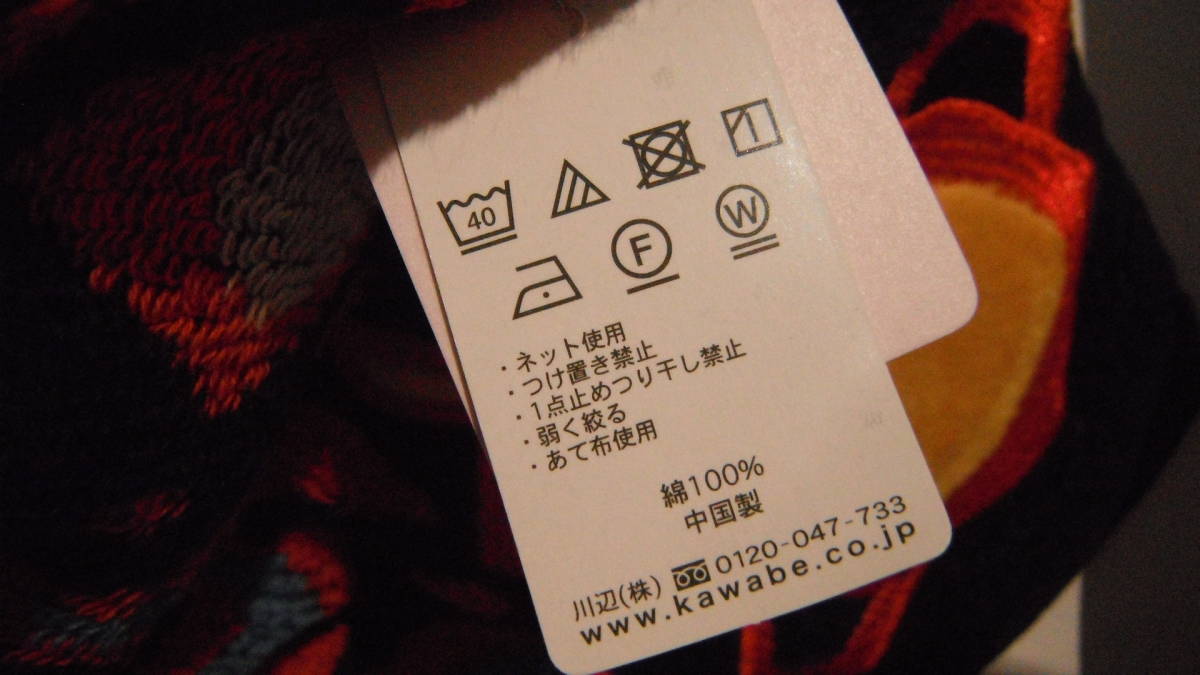 40
F
W
・ネット使用
・つけ置き禁止
・1点止めつり干し禁止
・弱く絞る
・あて布使用
綿100%
中国製
川辺(株) 0120-047-733
www.kawabe.co.jp